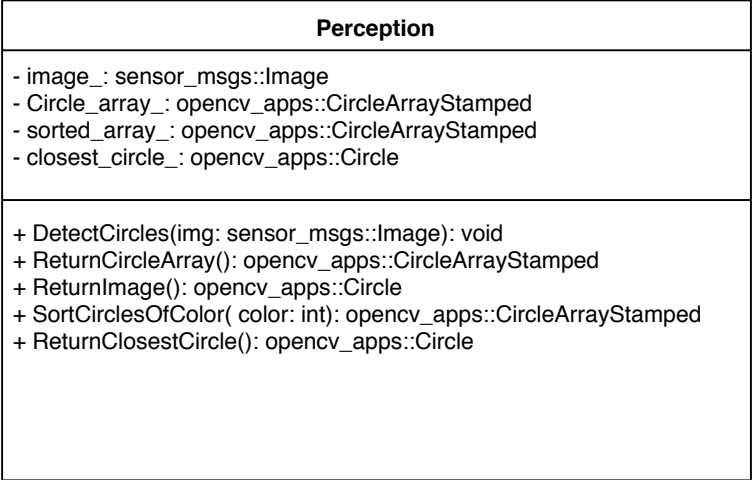 Perception
- image_: sensor_msgs::Image
- Circle_array_: opencv_apps::CircleArrayStamped
- sorted_array_: opencv_apps::CircleArrayStamped
- closest_circle_: opencv_apps::Circle
+ DetectCircles(img: sensor_msgs::Image): void
+ ReturnCircleArray(): opencv_apps::CircleArrayStamped
+ ReturnImage(): opencv_apps::Circle
+ SortCirclesOfColor( color: int): opencv_apps::CircleArrayStamped
+ ReturnClosestCircle(): opencv_apps::Circle